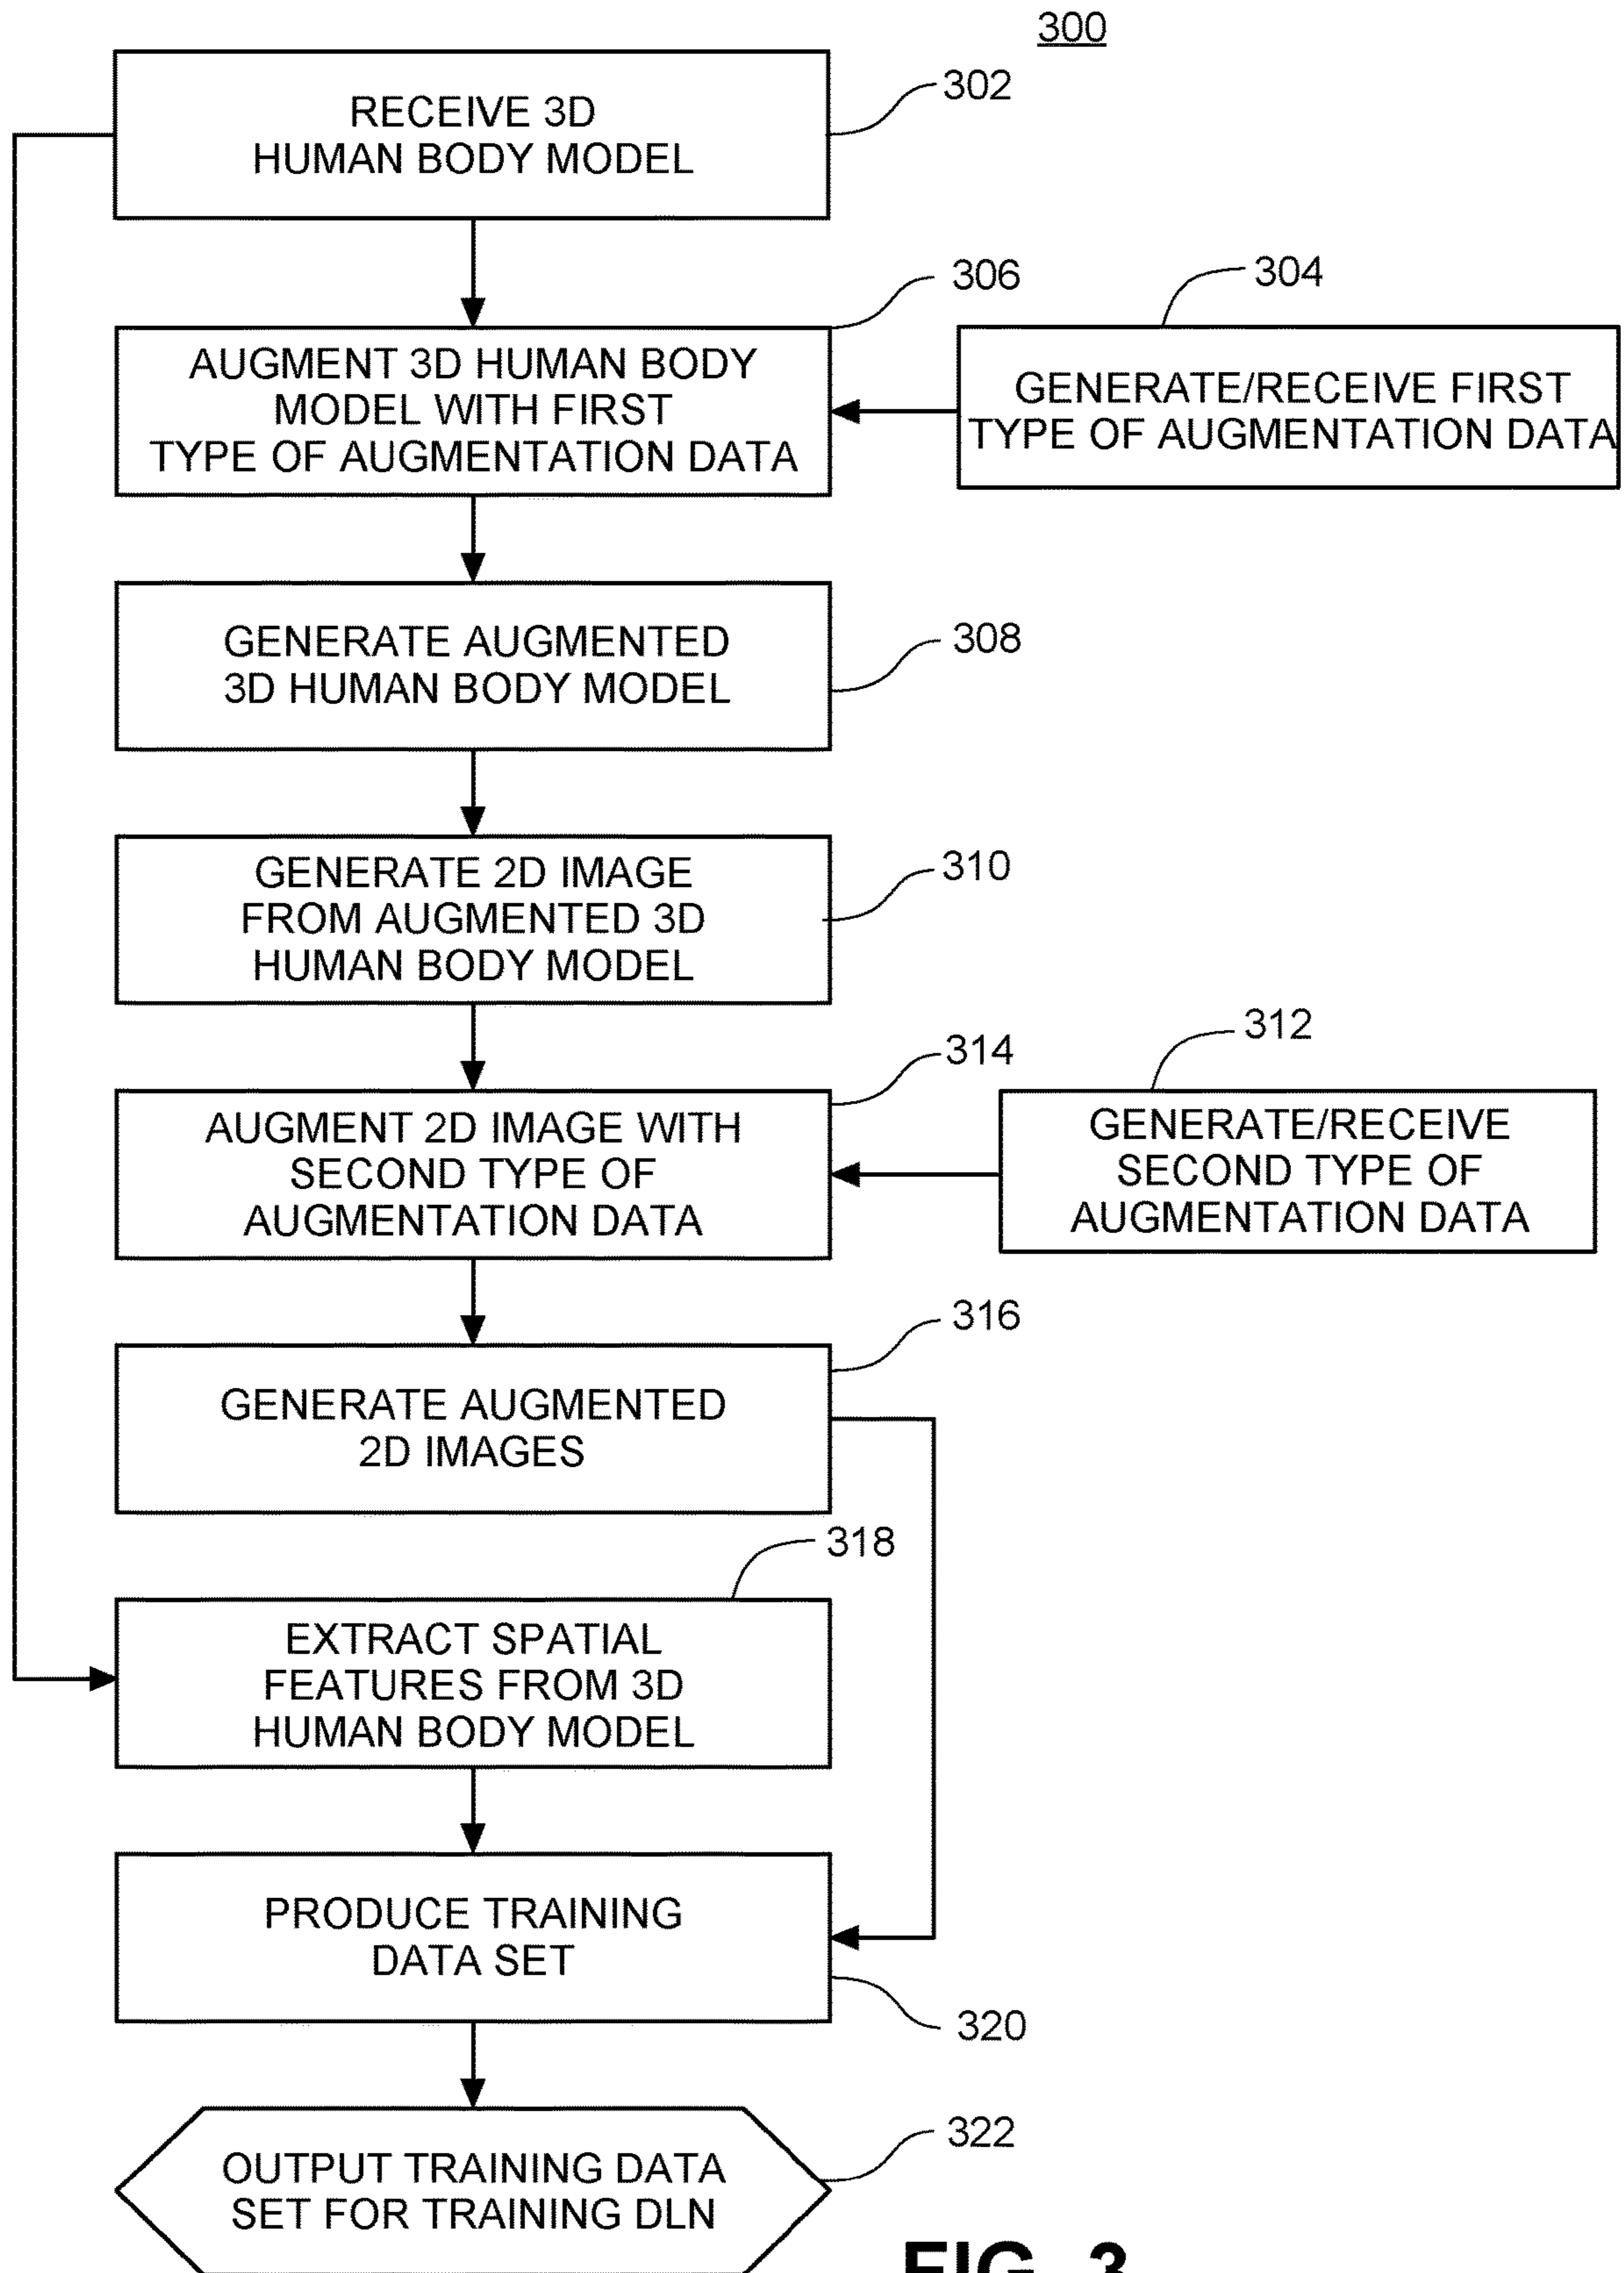 300
RECEIVE 3D
HUMAN BODY MODEL
302
306
304
AUGMENT 3D HUMAN BODY
MODEL WITH FIRST
TYPE OF AUGMENTATION DATA
GENERATE/RECEIVE FIRST
TYPE OF AUGMENTATION DATA
GENERATE AUGMENTED
3D HUMAN BODY MODEL
308
GENERATE 2D IMAGE
FROM AUGMENTED 3D
HUMAN BODY MODEL
310
314
312
AUGMENT 2D IMAGE WITH
SECOND TYPE OF
AUGMENTATION DATA
GENERATE/RECEIVE
SECOND TYPE OF
AUGMENTATION DATA
316
GENERATE AUGMENTED
2D IMAGES
318
EXTRACT SPATIAL
FEATURES FROM 3D
HUMAN BODY MODEL
PRODUCE TRAINING
DATA SET
320
322
OUTPUT TRAINING DATA
SET FOR TRAINING DLN
FIG. 3